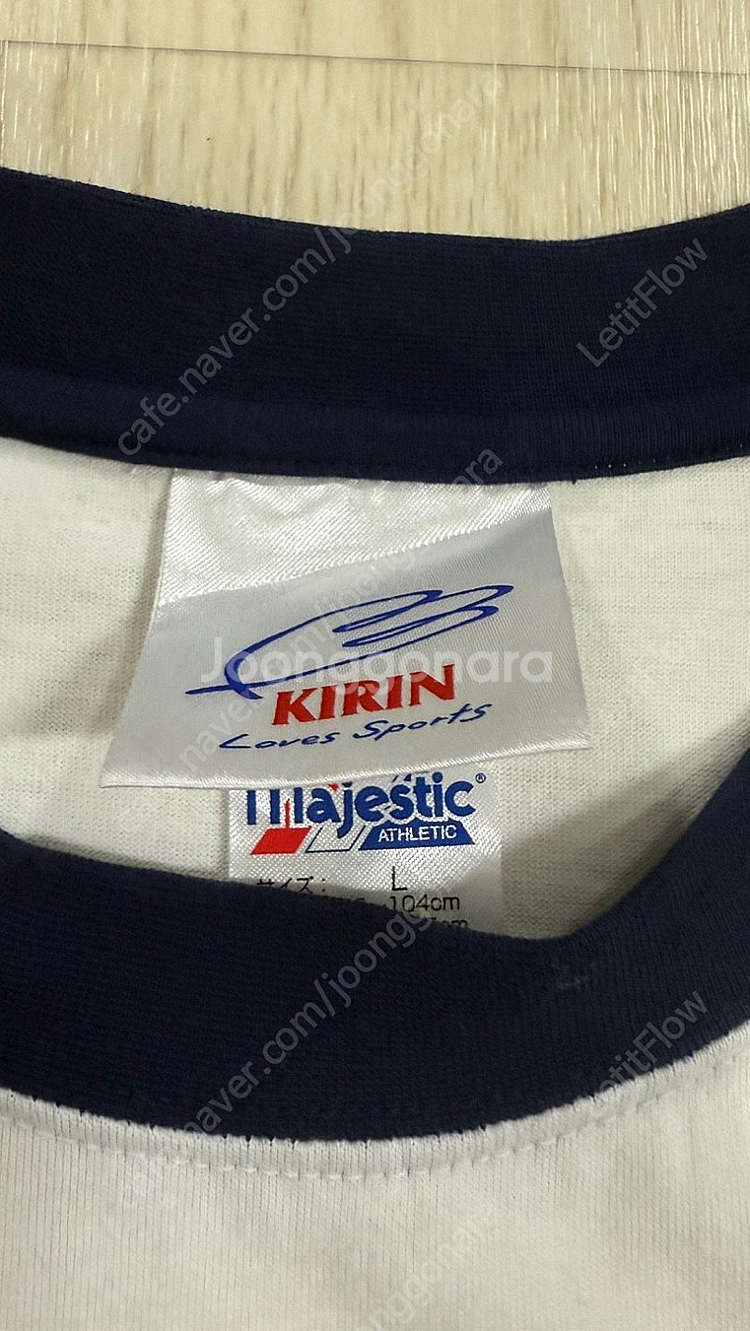 cafe.naver.com/joonggonara
LetitFlow
Joonggonara
KIRIN
Loves Sports
majestic®
ATHLETIC
サイズ: L
104cm
cafe.naver.com/joonggonara
LetitFlow